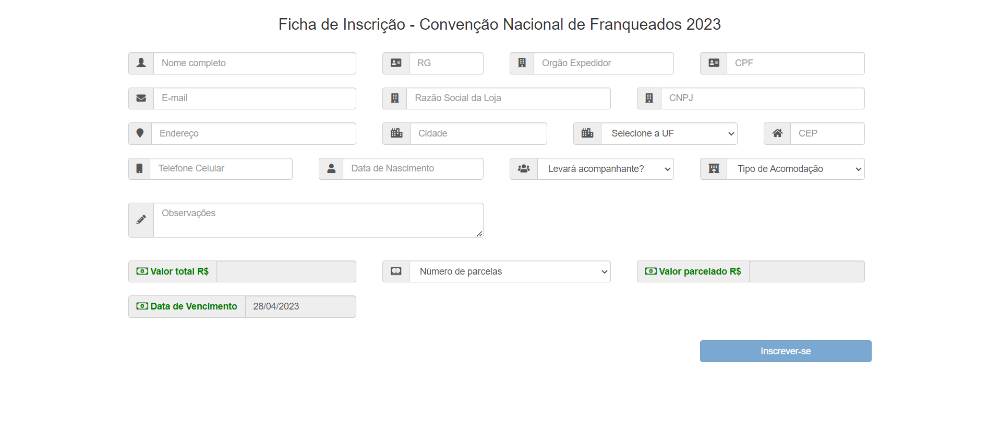 Ficha de Inscrição - Convenção Nacional de Franqueados 2023
Nome completo RG Orgão Expedidor CPF
E-mail Razão Social da Loja CNPJ
Endereço Cidade Selecione a UF CEP
Telefone Celular Data de Nascimento Levará acompanhante? Tipo de Acomodação
Observações
Valor total R$ Número de parcelas Valor parcelado R$
Data de Vencimento 28/04/2023
Inscrever-se